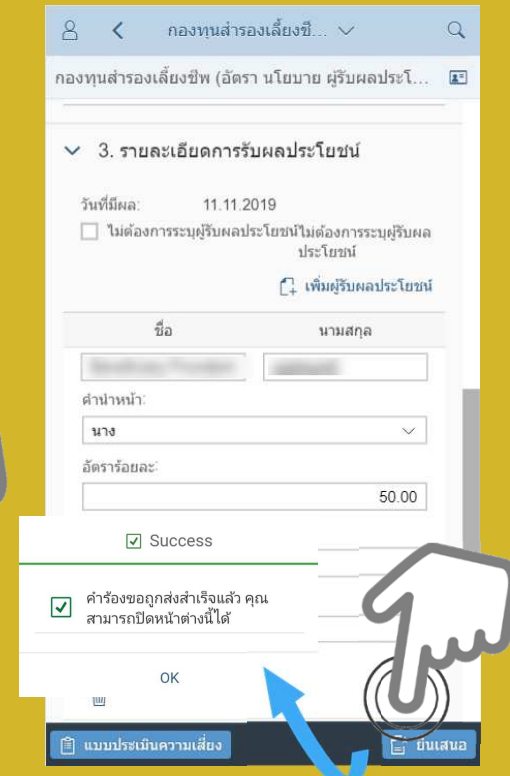 กองทุนสำรองเลี้ยงชี...
กองทุนสำรองเลี้ยงชีพ (อัตรา นโยบาย ผู้รับผลประโ...
3. รายละเอียดการรับผลประโยชน์
วันที่มีผล: 11.11.2019
ไม่ต้องการระบุผู้รับผลประโยชน์ไม่ต้องการระบุผู้รับผล
ประโยชน์
เพิ่มผู้รับผลประโยชน์
ชื่อ นามสกุล
คำนำหน้า:
นาง
อัตราร้อยละ:
50.00
Success
คำร้องขอถูกส่งสำเร็จแล้ว คุณ
สามารถปิดหน้าต่างนี้ได้
OK
แบบประเมินความเสี่ยง ยื่นเสนอ